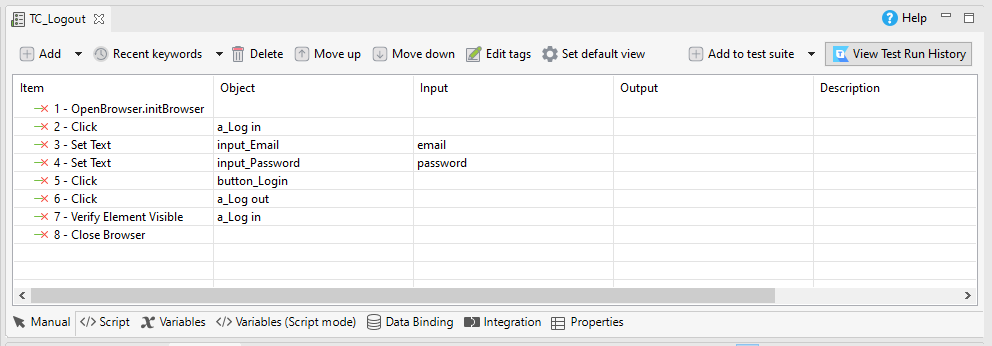 TC_Logout Help
Add Recent keywords Delete Move up Move down Edit tags Set default view Add to test suite View Test Run History
Item Object Input Output Description
1 - OpenBrowser.initBrowser
2 - Click a_Log in
3 - Set Text input_Email email
4 - Set Text input_Password password
5 - Click button_Login
6 - Click a_Log out
7 - Verify Element Visible a_Log in
8 - Close Browser
Manual </> Script Variables </> Variables (Script mode) Data Binding Integration Properties